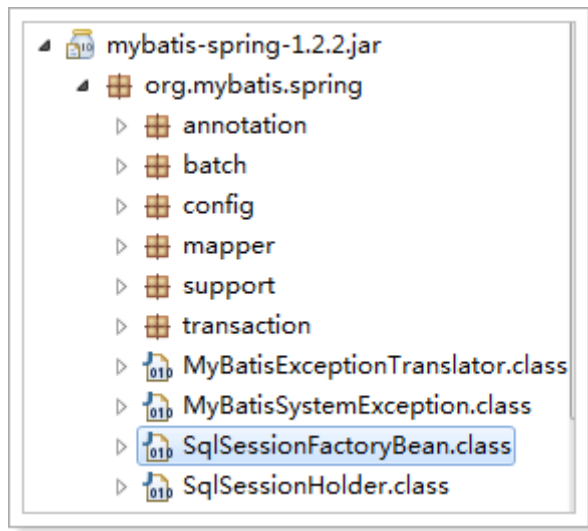 mybatis-spring-1.2.2.jar
org.mybatis.spring
annotation
batch
config
mapper
support
transaction
MyBatisExceptionTranslator.class
MyBatisSystemException.class
SqlSessionFactoryBean.class
SqlSessionHolder.class